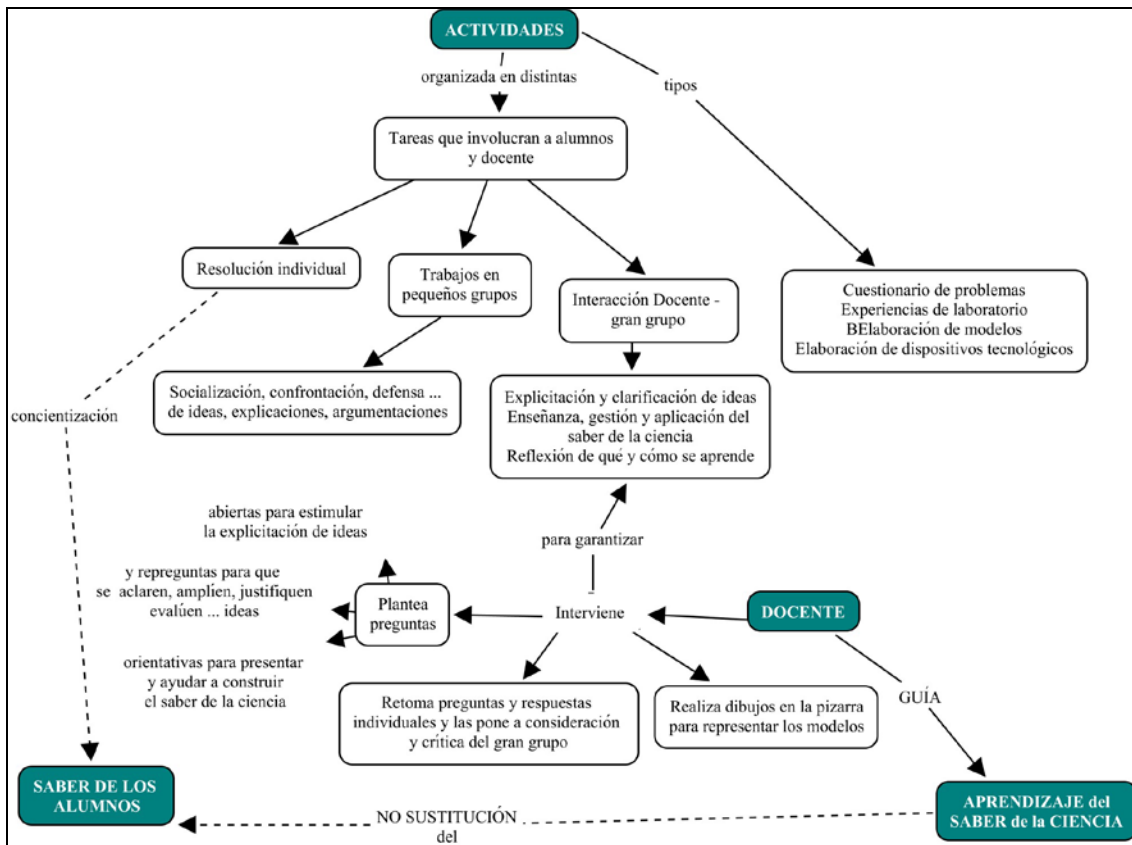 ACTIVIDADES
organizada en distintas
tipos
Tareas que involucran a alumnos
y docente
Resolución individual
Trabajos en
pequeños grupos
Interacción Docente -
gran grupo
Cuestionario de problemas
Experiencias de laboratorio
BElaboración de modelos
Elaboración de dispositivos tecnológicos
concientización
Socialización, confrontación, defensa ...
de ideas, explicaciones, argumentaciones
Explicitación y clarificación de ideas
Enseñanza, gestión y aplicación del
saber de la ciencia
Reflexión de qué y cómo se aprende
abiertas para estimular
la explicitación de ideas
para garantizar
y repreguntas para que
se aclaren, amplíen, justifiquen
evalúen ... ideas
Plantea
preguntas
Interviene
DOCENTE
orientativas para presentar
y ayudar a construir
el saber de la ciencia
Retoma preguntas y respuestas
individuales y las pone a consideración
y crítica del gran grupo
Realiza dibujos en la pizarra
para representar los modelos
GUÍA
SABER DE LOS
ALUMNOS
NO SUSTITUCIÓN
del
APRENDIZAJE del
SABER de la CIENCIA